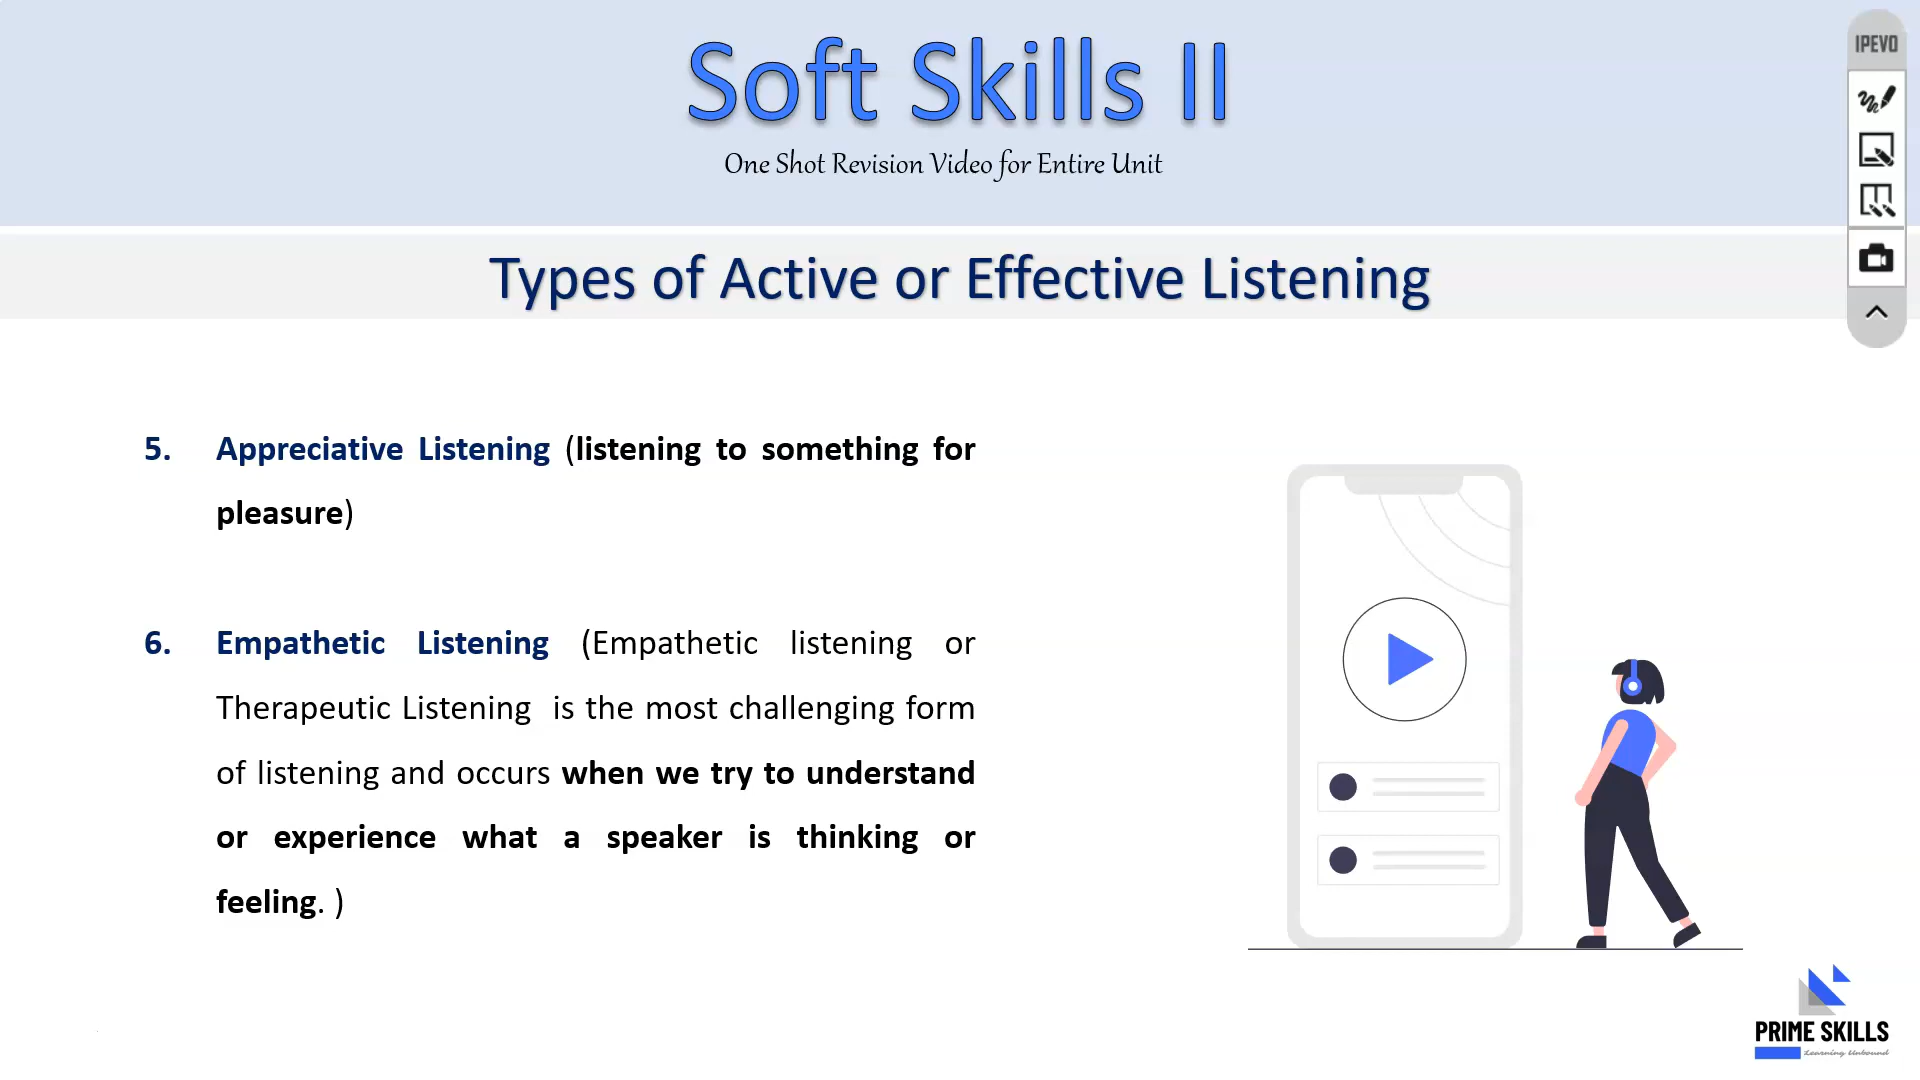 Soft Skills II
One Shot Revision Video for Entire Unit
IPEVO
Types of Active or Effective Listening
5. Appreciative Listening (listening to something for
pleasure)
6. Empathetic Listening (Empathetic listening or
Therapeutic Listening is the most challenging form
of listening and occurs when we try to understand
or experience what a speaker is thinking or
feeling. )
PRIME SKILLS
Learning Unbound